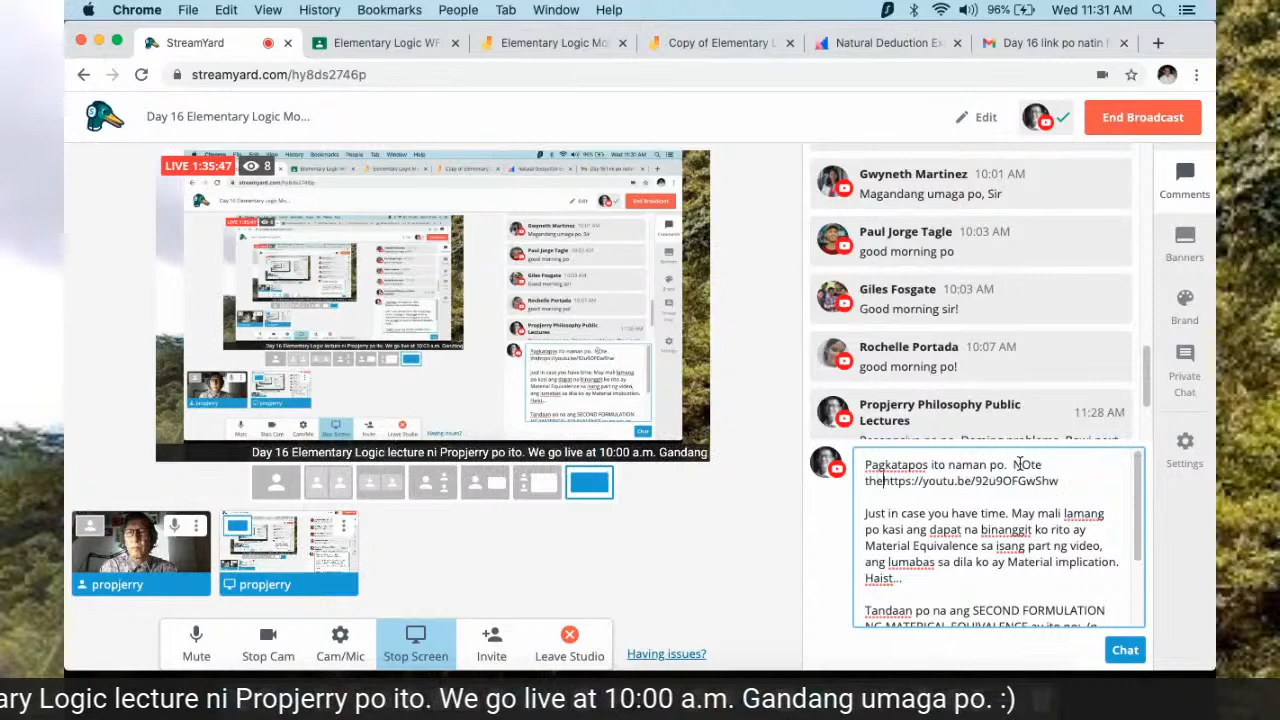 Chrome File Edit View History Bookmarks People Tab Window Help 96% Wed 11:31 AM
StreamYard Elementary Logic WF Elementary Logic Mo Copy of Elementary L Natural Deduction Ex Day 16 link po natin
streamyard.com/hy8ds2746p
Day 16 Elementary Logic Mo... Edit End Broadcast
LIVE 1:35:47 8
Day 16 Elementary Logic lecture ni Propjerry po ito. We go live at 10:00 a.m. Gandang
propjerry propjerry
Mute Stop Cam Cam/Mic Stop Screen Invite Leave Studio Having issues?
Gwyneth Martinez 10:01 AM
Magandang umaga po, Sir
Paul Jorge Tagle 10:03 AM
good morning po
Giles Fosgate 10:03 AM
Good morning sir!
Rochelle Portada 10:07 AM
good morning po!
Propjerry Philosophy Public
Lectures 11:28 AM
Pagkatapos ito naman po. NOte
thehttps://youtu.be/92u9OFGwShw
Just in case you have time. May mali lamang
po kasi ang dapat na binanggit ko rito ay
Material Equivalence sa isang part ng video,
ang lumabas sa dila ko ay Material implication.
Haist...
Tandaan po na ang SECOND FORMULATION
NG MATERICAL EQUIVALENCE ay ito po: (p
Chat
Comments
Banners
Brand
Private
Chat
Settings
ary Logic lecture ni Propjerry po ito. We go live at 10:00 a.m. Gandang umaga po. :)